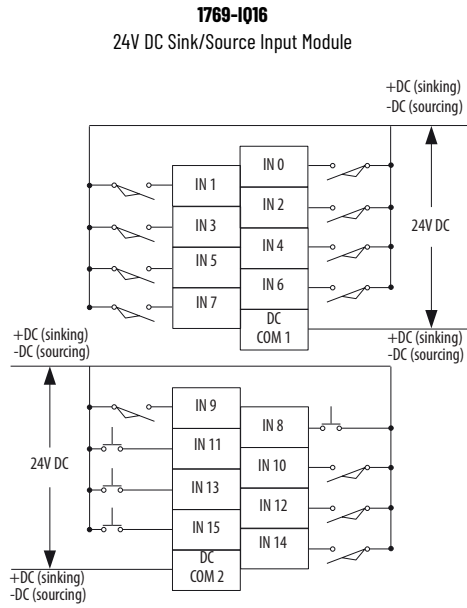 1769-IQ16
24V DC Sink/Source Input Module
+DC (sinking)
-DC (sourcing)
IN 0
IN 1
IN 2
IN 3
24V DC
IN 4
IN 5
IN 6
IN 7
DC
COM 1
+DC (sinking)
-DC (sourcing)
+DC (sinking)
-DC (sourcing)
IN 9
IN 8
IN 11
24V DC
IN 10
IN 13
IN 12
IN 15
IN 14
DC
COM 2
+DC (sinking)
-DC (sourcing)